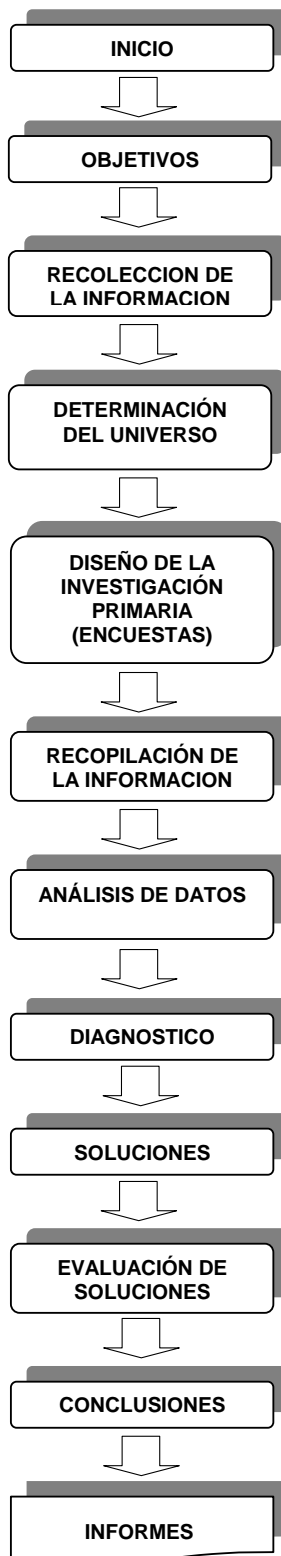 INICIO
OBJETIVOS
RECOLECCION DE
LA INFORMACION
DETERMINACIÓN
DEL UNIVERSO
DISEÑO DE LA
INVESTIGACIÓN
PRIMARIA
(ENCUESTAS)
RECOPILACIÓN DE
LA INFORMACION
ANÁLISIS DE DATOS
DIAGNOSTICO
SOLUCIONES
EVALUACIÓN DE
SOLUCIONES
CONCLUSIONES
INFORMES